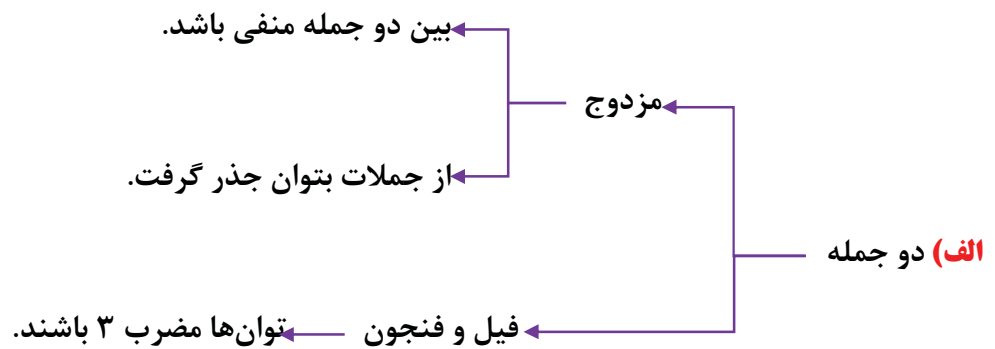 بین دو جمله منفی باشد.
مزدوج
از جملات بتوان جذر گرفت.
الف) دو جمله
فیل و فنجون
توان‌ها مضرب ۳ باشند.